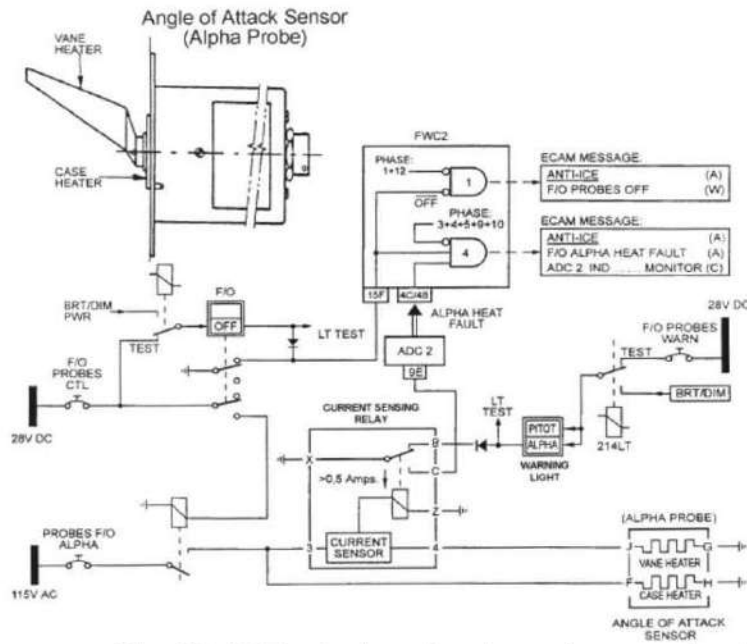 Angle of Attack Sensor
(Alpha Probe)
VANE
HEATER
CASE
HEATER
FWC2
PHASE:
1+12
1
OFF
PHASE:
3+4+5+9+10
4
15F
4C/48
ECAM MESSAGE:
ANTI-ICE (A)
F/O PROBES OFF (W)
ECAM MESSAGE:
ANTI-ICE (A)
F/O ALPHA HEAT FAULT (A)
ADC 2 IND ..... MONITOR (C)
BRT/DIM
PWR
TEST
F/O
OFF
LT TEST
ALPHA HEAT
FAULT
ADC 2
9E
28V DC
F/O PROBES
WARN
TEST
BRT/DIM
214LT
F/O
PROBES
CTL
28V DC
CURRENT SENSING
RELAY
LT
TEST
PITOT
ALPHA
WARNING
LIGHT
X
B
C
>0,5 Amps.
Z
CURRENT
SENSOR
3
4
PROBES F/O
ALPHA
115V AC
(ALPHA PROBE)
J
G
VANE HEATER
F
H
CASE HEATER
ANGLE OF ATTACK
SENSOR